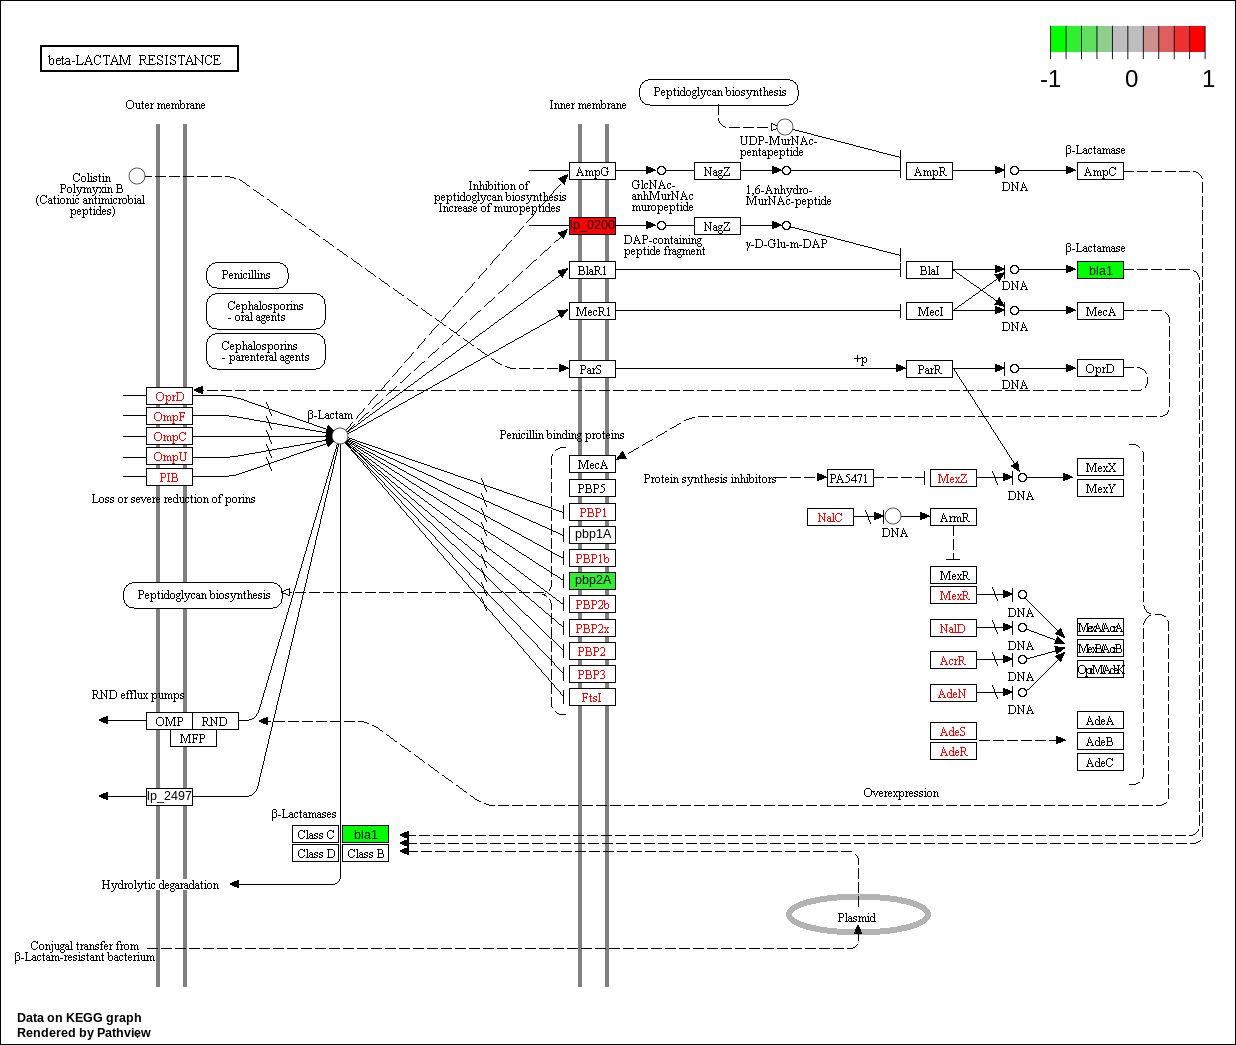 beta-LACTAM RESISTANCE
-1 0 1
Outer membrane
Inner membrane
Peptidoglycan biosynthesis
UDP-MurNAc-
pentapeptide
β-Lactamase
Colistin
Polymyxin B
(Cationic antimicrobial
peptides)
Inhibition of
peptidoglycan biosynthesis
Increase of muropeptides
AmpG
NagZ
AmpR
DNA
AmpC
GlcNAc-
anhMurNAc
muropeptide
1,6-Anhydro-
MurNAc-peptide
lp_0200
NagZ
DAP-containing
peptide fragment
γ-D-Glu-m-DAP
β-Lactamase
Penicillins
BlaR1
BlaI
DNA
bla1
Cephalosporins
- oral agents
MecR1
MecI
DNA
MecA
Cephalosporins
- parenteral agents
ParS
+p
ParR
DNA
OprD
OprD
OmpF
OmpC
OmpU
PIB
Loss or severe reduction of porins
β-Lactam
Penicillin binding proteins
MecA
PBP5
PBP1
pbp1A
PBP1b
pbp2A
PBP2b
PBP2x
PBP2
PBP3
FtsI
Protein synthesis inhibitors
PA5471
MexZ
DNA
MexX
MexY
NalC
DNA
ArmR
MexR
MexR
DNA
NalD
DNA
AcrR
DNA
AdeN
DNA
MexA/AcrA
MexB/AcrB
OprM/AdeK
AdeS
AdeR
AdeA
AdeB
AdeC
Overexpression
Peptidoglycan biosynthesis
RND efflux pumps
OMP
RND
MFP
lp_2497
β-Lactamases
Class C
bla1
Class D
Class B
Hydrolytic degradation
Plasmid
Conjugal transfer from
β-Lactam-resistant bacterium
Data on KEGG graph
Rendered by Pathview